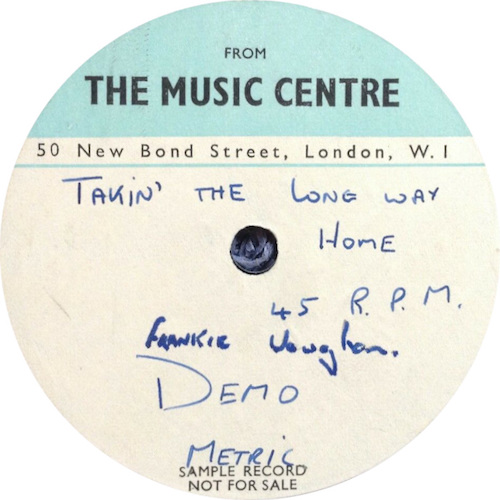 FROM
THE MUSIC CENTRE
50 New Bond Street, London, W.1
TAKIN' THE LONG WAY
HOME
45 R.P.M.
FRANKIE Vaughan.
DEMO
METRIC
SAMPLE RECORD
NOT FOR SALE